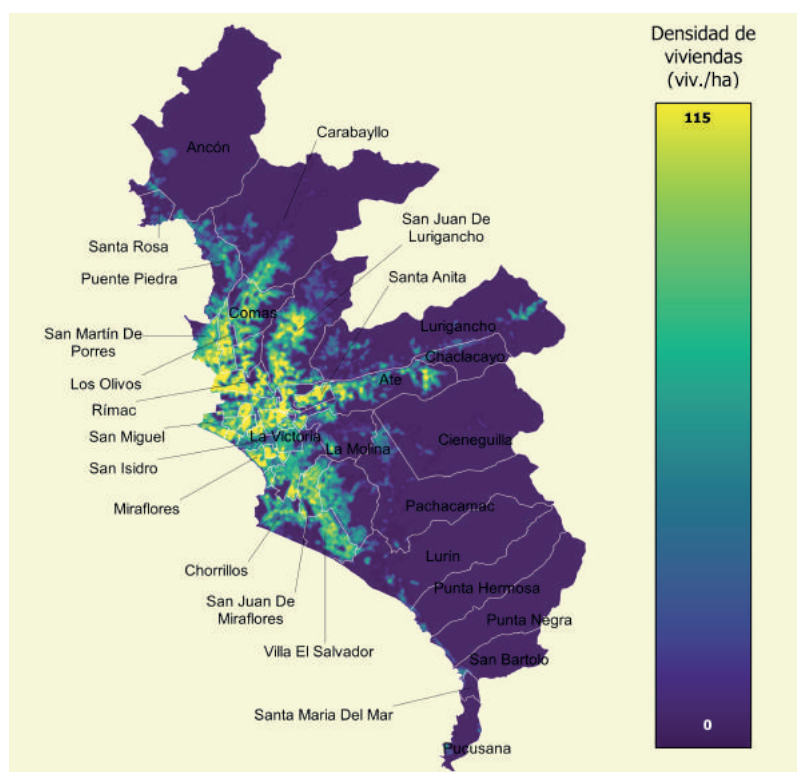 Densidad de
viviendas
(viv./ha)
115
Carabayllo
Ancón
San Juan De
Lurigancho
Santa Rosa
Santa Anita
Puente Piedra
Comas
Lurigancho
San Martín De
Porres
Chaclacayo
Los Olivos
Ate
Rímac
San Miguel
La Victoria
Cieneguilla
La Molina
San Isidro
Miraflores
Pachacamac
Lurín
Chorrillos
Punta Hermosa
San Juan De
Miraflores
Punta Negra
Villa El Salvador
San Bartolo
Santa Maria Del Mar
0
Pucusana